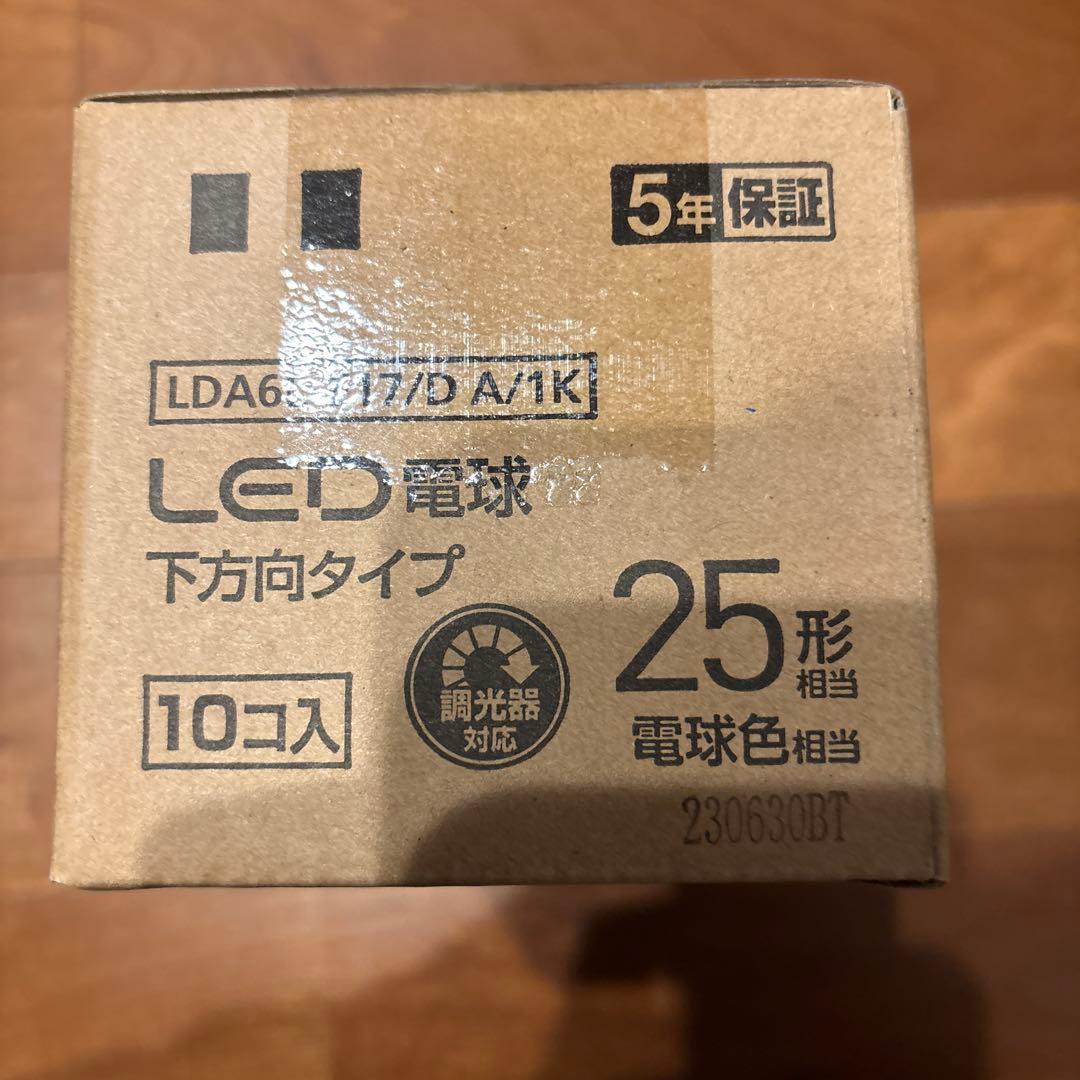 5年保証
LDA6 17/D A/1K
LED電球
下方向タイプ
25形相当
10コ入
調光器
対応
電球色相当
230630BT